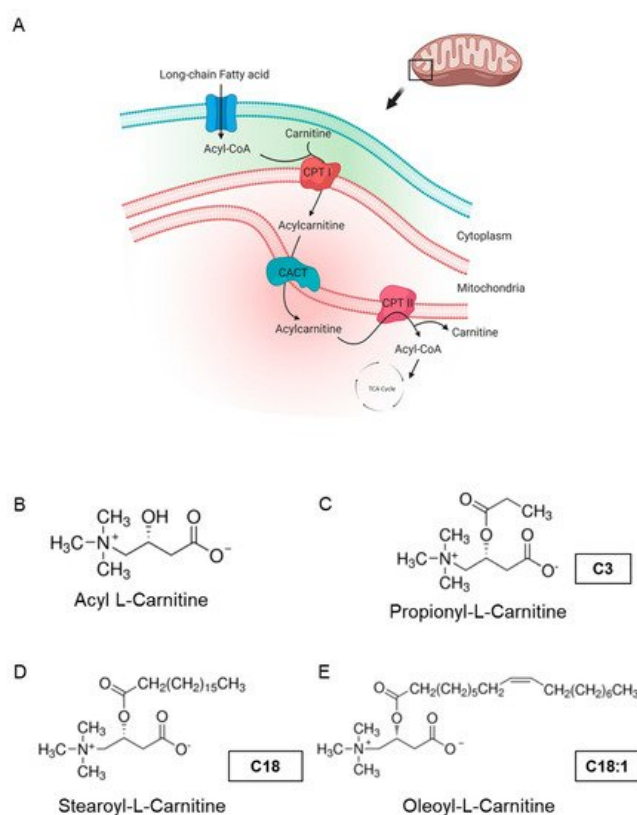 A
Long-chain Fatty acid
Acyl-CoA
Carnitine
CPT I
Acylcarnitine
Cytoplasm
CACT
Mitochondria
CPT II
Acylcarnitine
Carnitine
Acyl-CoA
TCA Cycle
B
CH₃ OH O
H₃C N⁺ O⁻
CH₃
Acyl L-Carnitine
C
O CH₃
CH₃ O O
H₃C N⁺ O⁻
CH₃
C3
Propionyl-L-Carnitine
D
O CH₂(CH₂)₁₅CH₃
CH₃ O O
H₃C N⁺ O⁻
CH₃
C18
Stearoyl-L-Carnitine
E
O CH₂(CH₂)₅CH₂ CH₂(CH₂)₆CH₃
CH₃ O O
H₃C N⁺ O⁻
CH₃
C18:1
Oleoyl-L-Carnitine